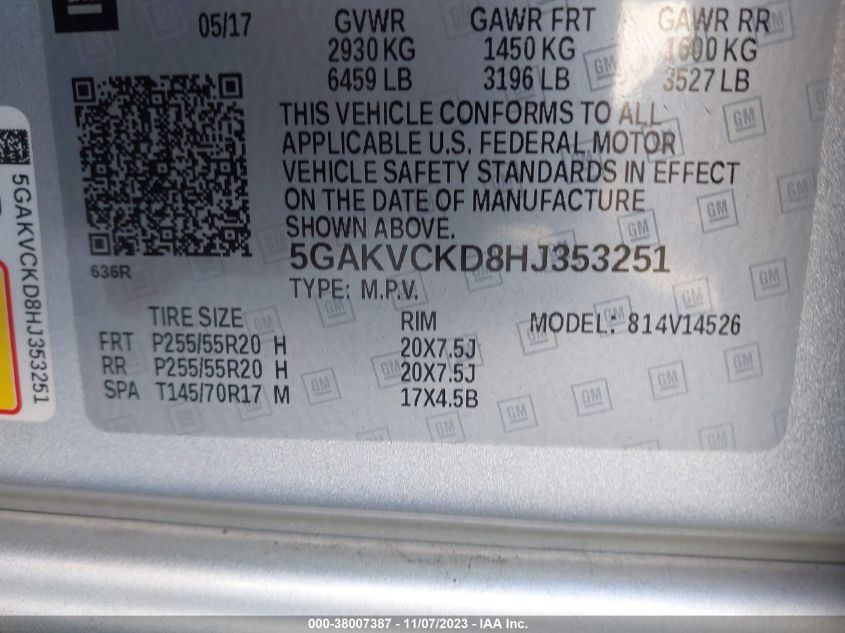 05/17 GVWR GAWR FRT GAWR RR
2930 KG 1450 KG 1600 KG
6459 LB 3196 LB 3527 LB
THIS VEHICLE CONFORMS TO ALL
APPLICABLE U.S. FEDERAL MOTOR
VEHICLE SAFETY STANDARDS IN EFFECT
ON THE DATE OF MANUFACTURE
SHOWN ABOVE.
5GAKVCKD8HJ353251
636R
TYPE: M.P.V.
TIRE SIZE RIM MODEL: 814V14526
FRT P255/55R20 H 20X7.5J
RR P255/55R20 H 20X7.5J
SPA T145/70R17 M 17X4.5B
5GAKVCKD8HJ353251
GM
000-38007387 - 11/07/2023 - IAAI Inc.